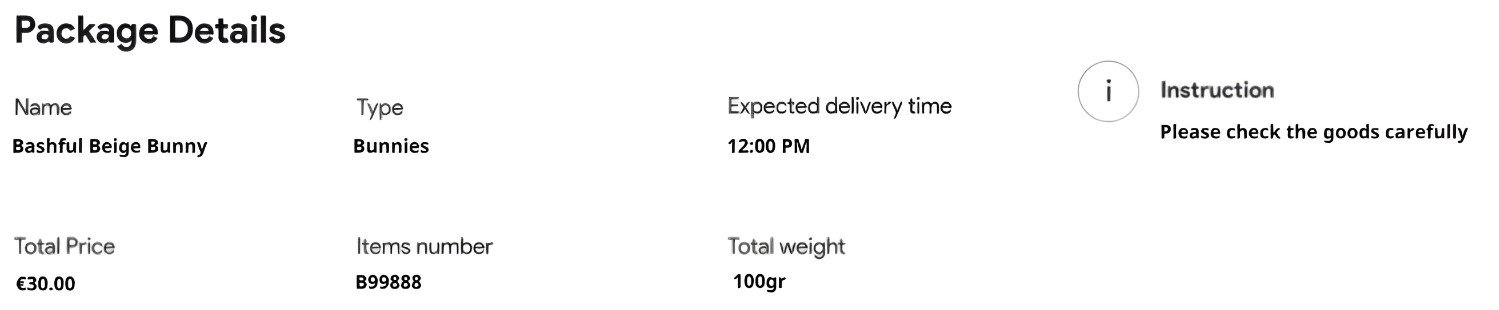 Package Details
Name
Type
Expected delivery time
Bashful Beige Bunny
Bunnies
12:00 PM
i
Instruction
Please check the goods carefully
Total Price
Items number
Total weight
€30.00
B99888
100gr